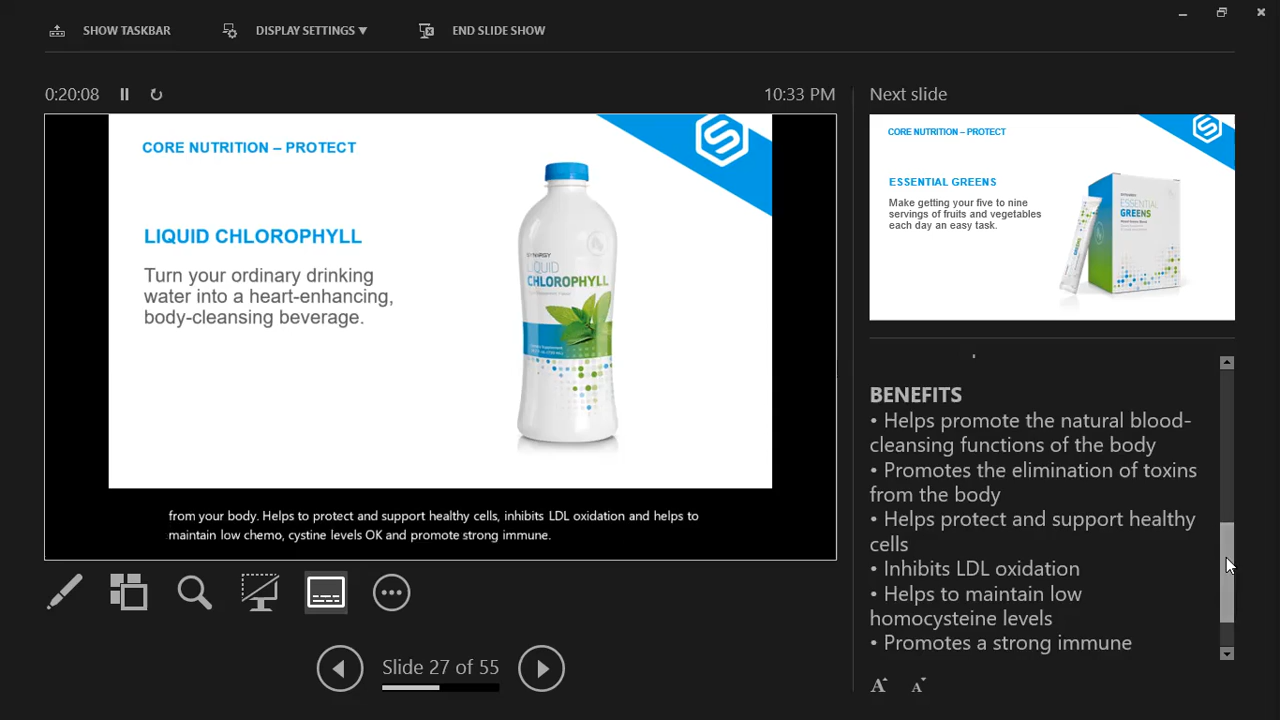 SHOW TASKBAR
DISPLAY SETTINGS ▼
END SLIDE SHOW
0:20:08
10:33 PM
CORE NUTRITION – PROTECT
LIQUID CHLOROPHYLL
Turn your ordinary drinking
water into a heart-enhancing,
body-cleansing beverage.
SYNERGY
LIQUID
CHLOROPHYLL
from your body. Helps to protect and support healthy cells, inhibits LDL oxidation and helps to
maintain low chemo, cystine levels OK and promote strong immune.
Slide 27 of 55
Next slide
CORE NUTRITION – PROTECT
ESSENTIAL GREENS
Make getting your five to nine
servings of fruits and vegetables
each day an easy task.
SYNERGY
ESSENTIAL
GREENS
BENEFITS
• Helps promote the natural blood-
cleansing functions of the body
• Promotes the elimination of toxins
from the body
• Helps protect and support healthy
cells
• Inhibits LDL oxidation
• Helps to maintain low
homocysteine levels
• Promotes a strong immune
A A